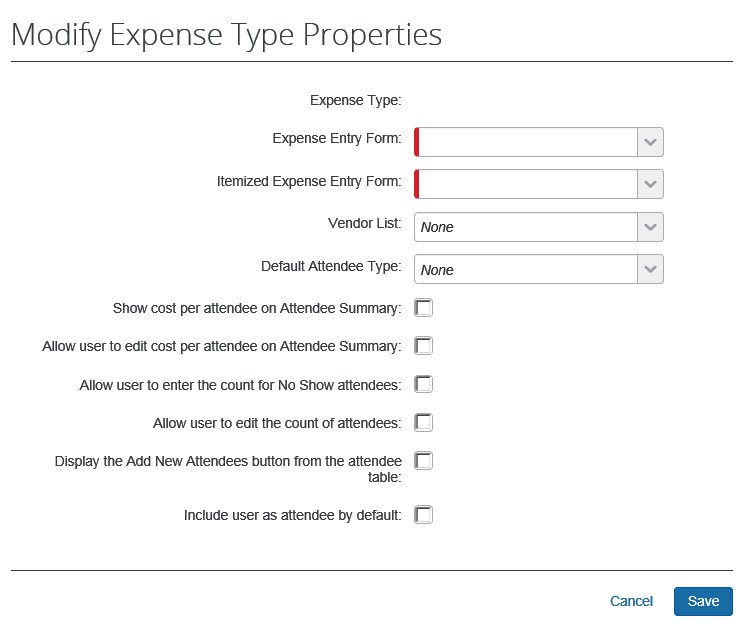 Modify Expense Type Properties
Expense Type:
Expense Entry Form:
Itemized Expense Entry Form:
Vendor List: None
Default Attendee Type: None
Show cost per attendee on Attendee Summary:
Allow user to edit cost per attendee on Attendee Summary:
Allow user to enter the count for No Show attendees:
Allow user to edit the count of attendees:
Display the Add New Attendees button from the attendee
table:
Include user as attendee by default:
Cancel Save